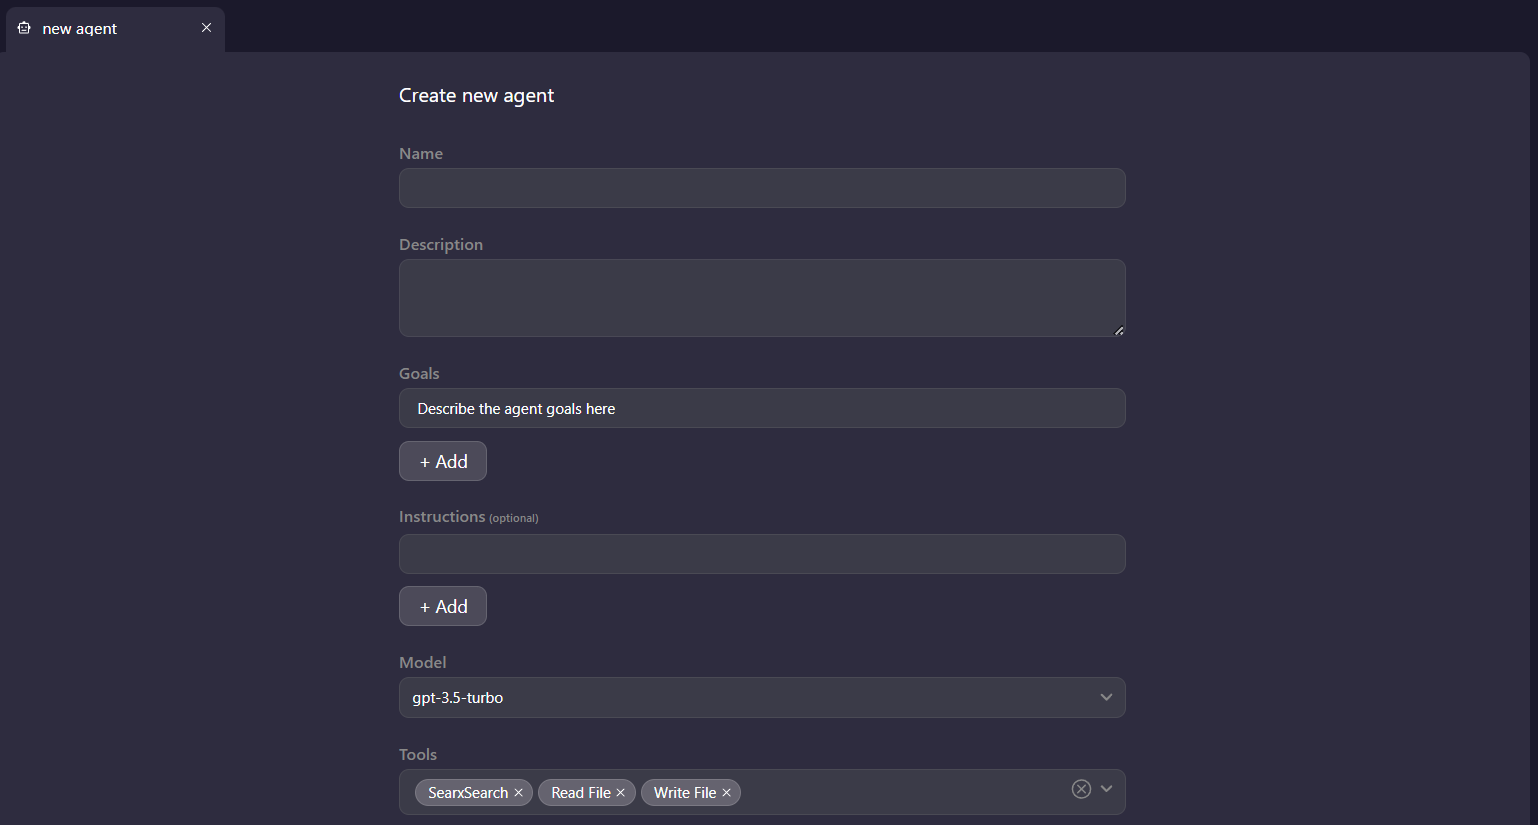 new agent
Create new agent
Name
Description
Goals
Describe the agent goals here
+ Add
Instructions (optional)
+ Add
Model
gpt-3.5-turbo
Tools
SearxSearch × Read File × Write File ×